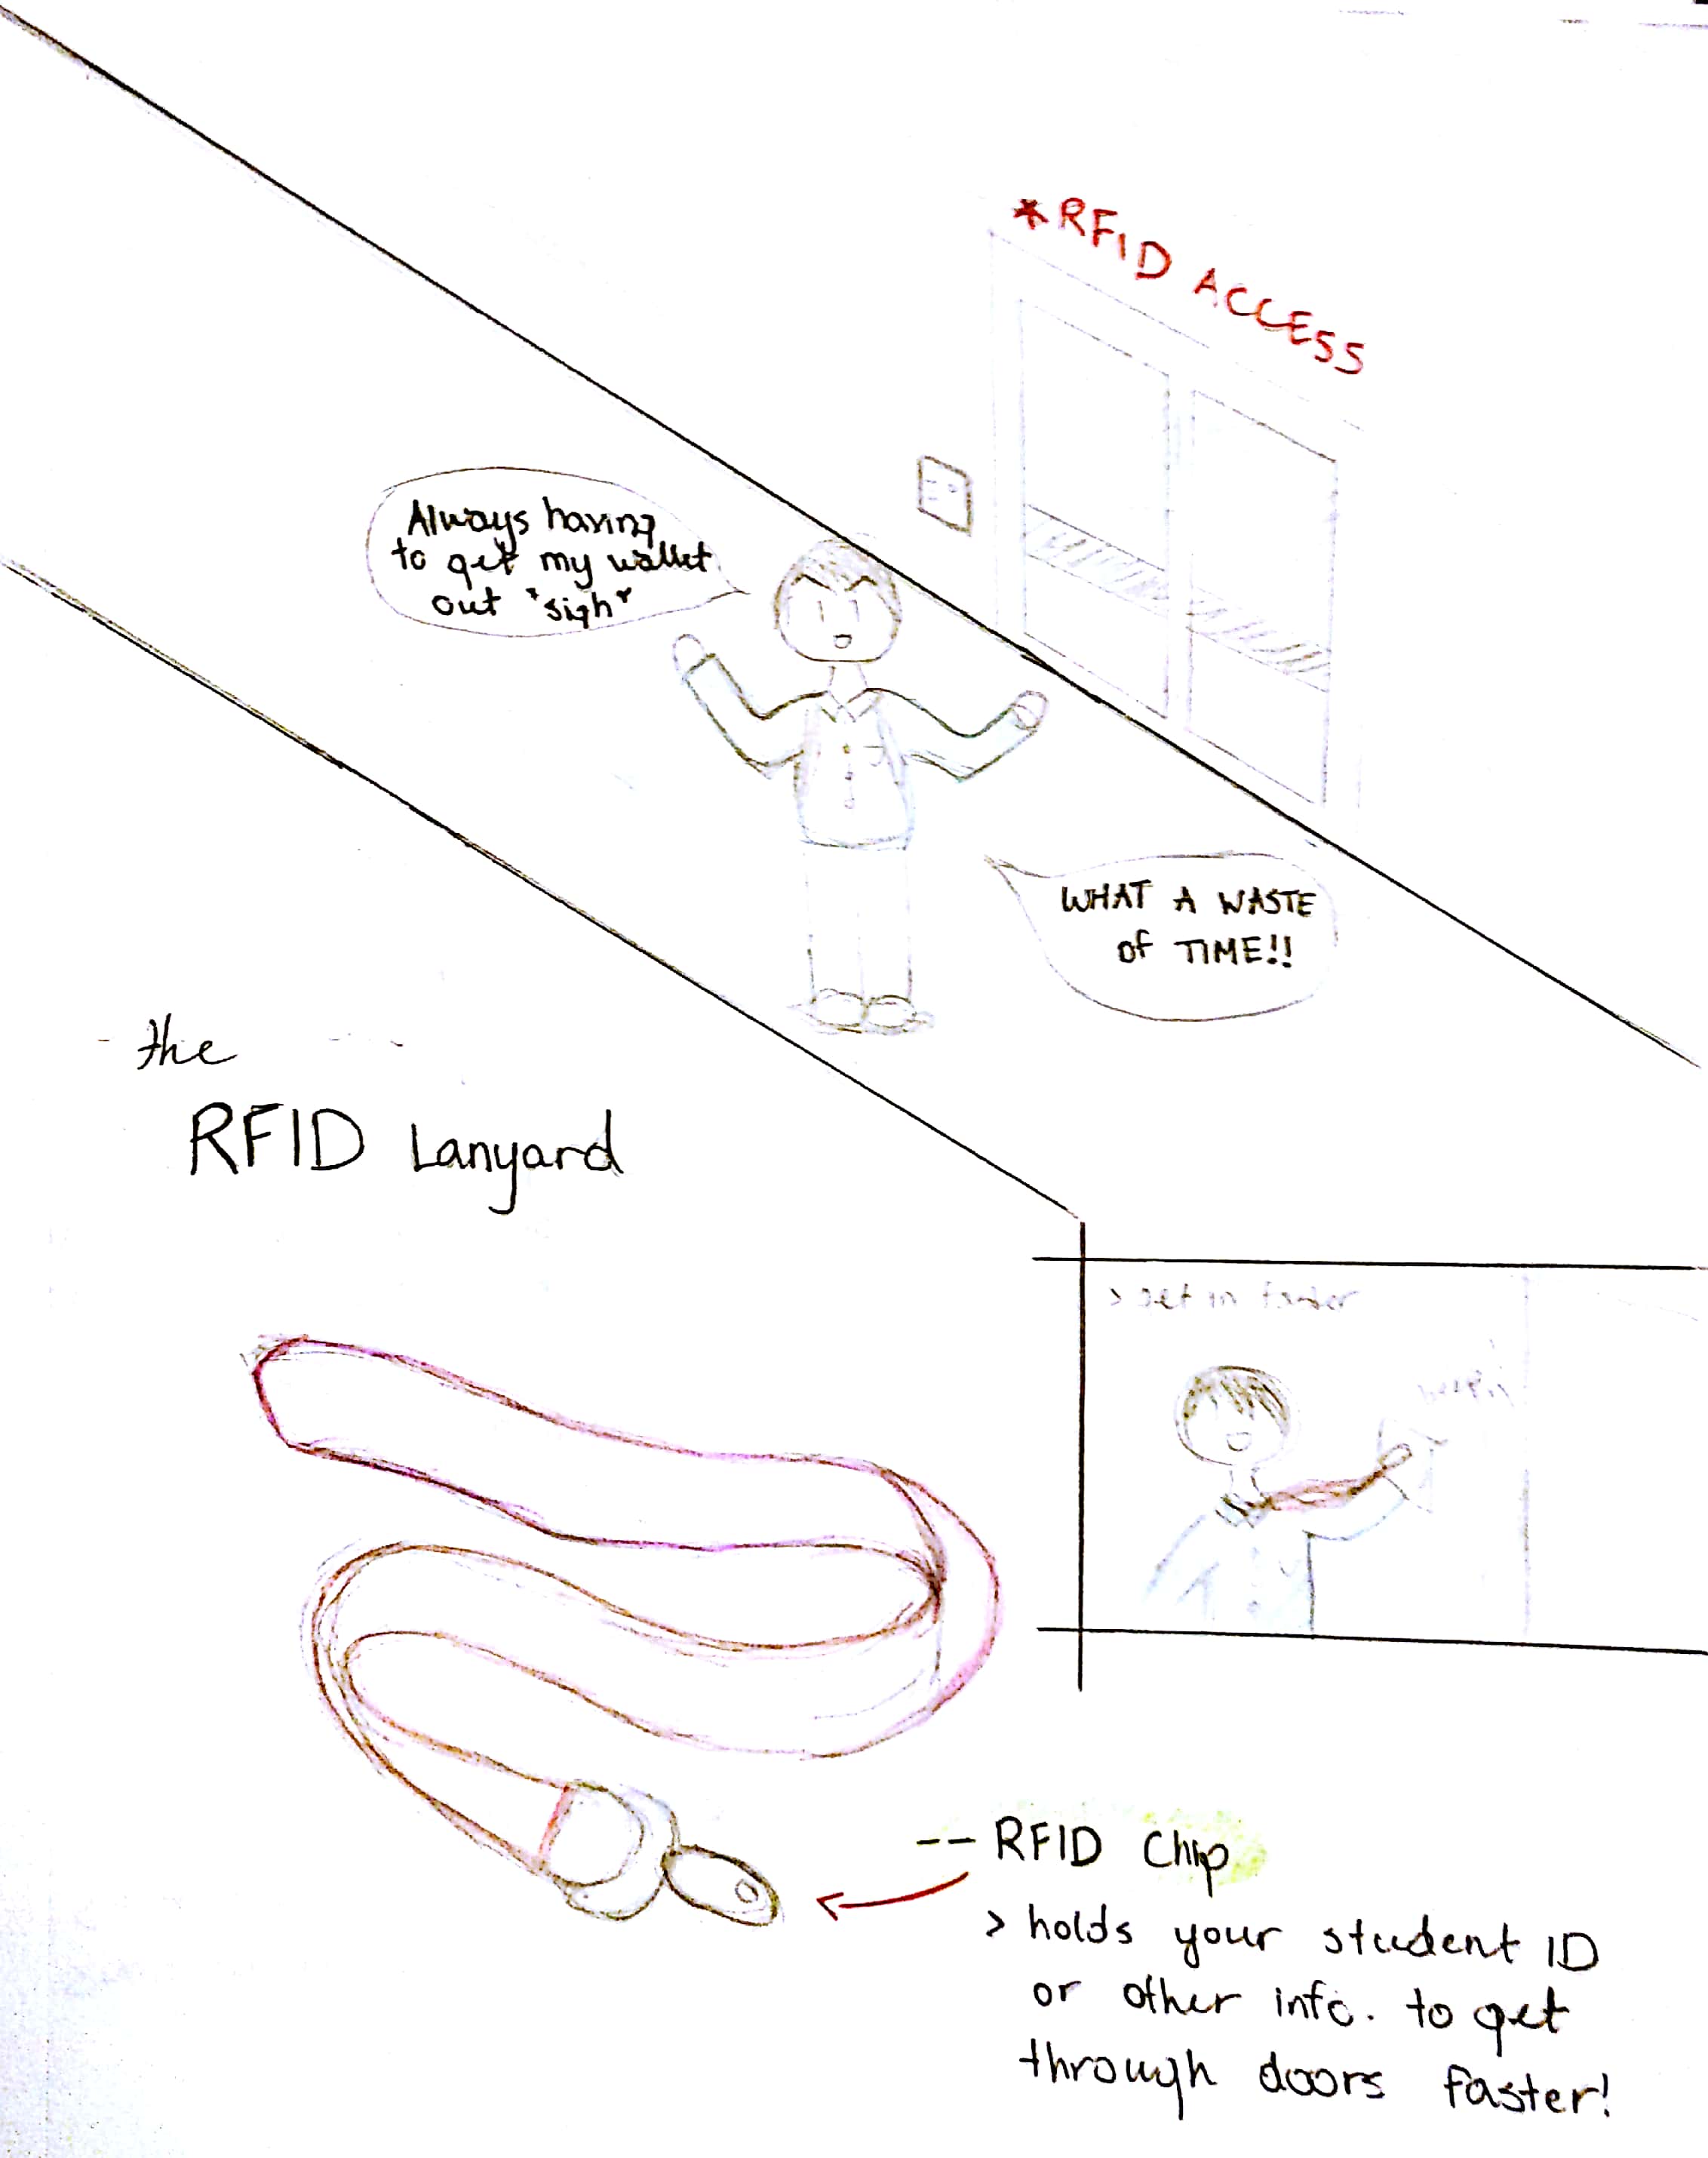 *RFID ACCESS
Always having
to get my wallet
out *sigh*
WHAT A WASTE
Of TIME!!
the
RFID Lanyard
> get in faster
-- RFID Chip
> holds your student ID
or other info. to get
through doors faster!